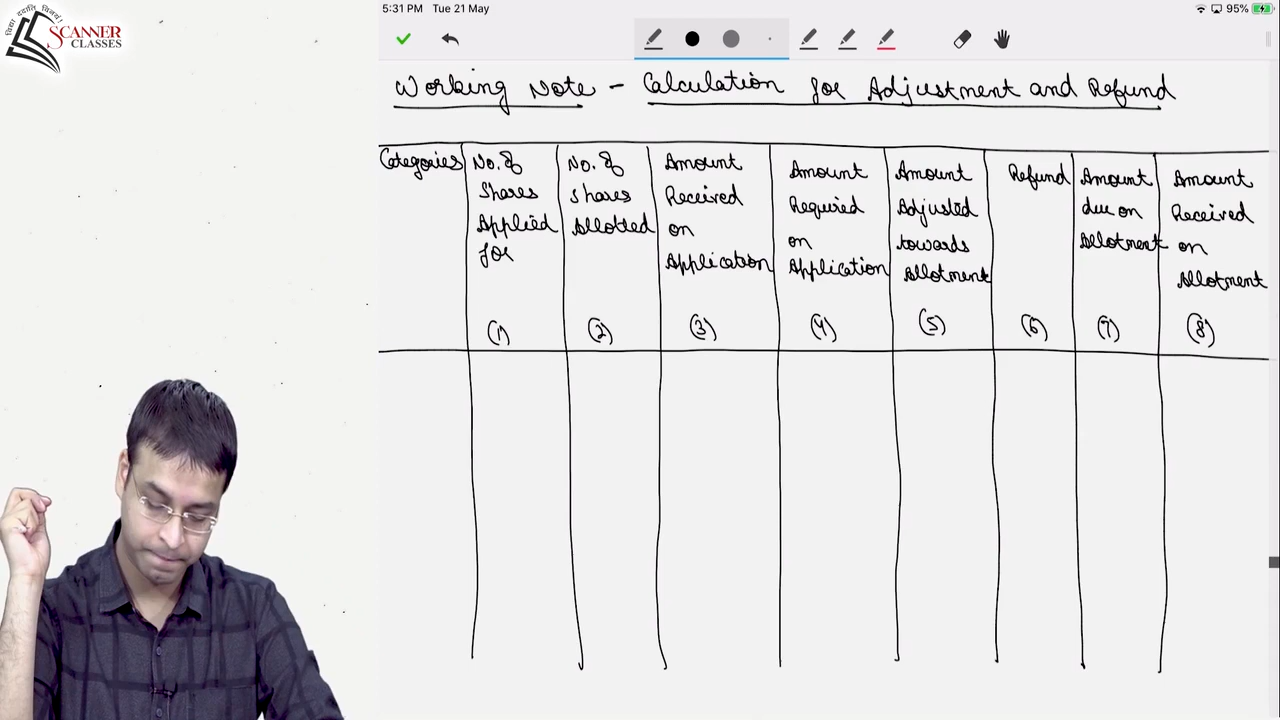 विद्या ददाति विनयं
SCANNER
CLASSES
5:31 PM Tue 21 May
95%
Working Note - Calculation for Adjustment and Refund
Categories
No. of
Shares
Applied
for
(1)
No. of
Shares
Allotted
(2)
Amount
Received
on
Application
(3)
Amount
Required
on
Application
(4)
Amount
Adjusted
towards
Allotment
(5)
Refund
(6)
Amount
due on
Allotment
(7)
Amount
Received
on
Allotment
(8)